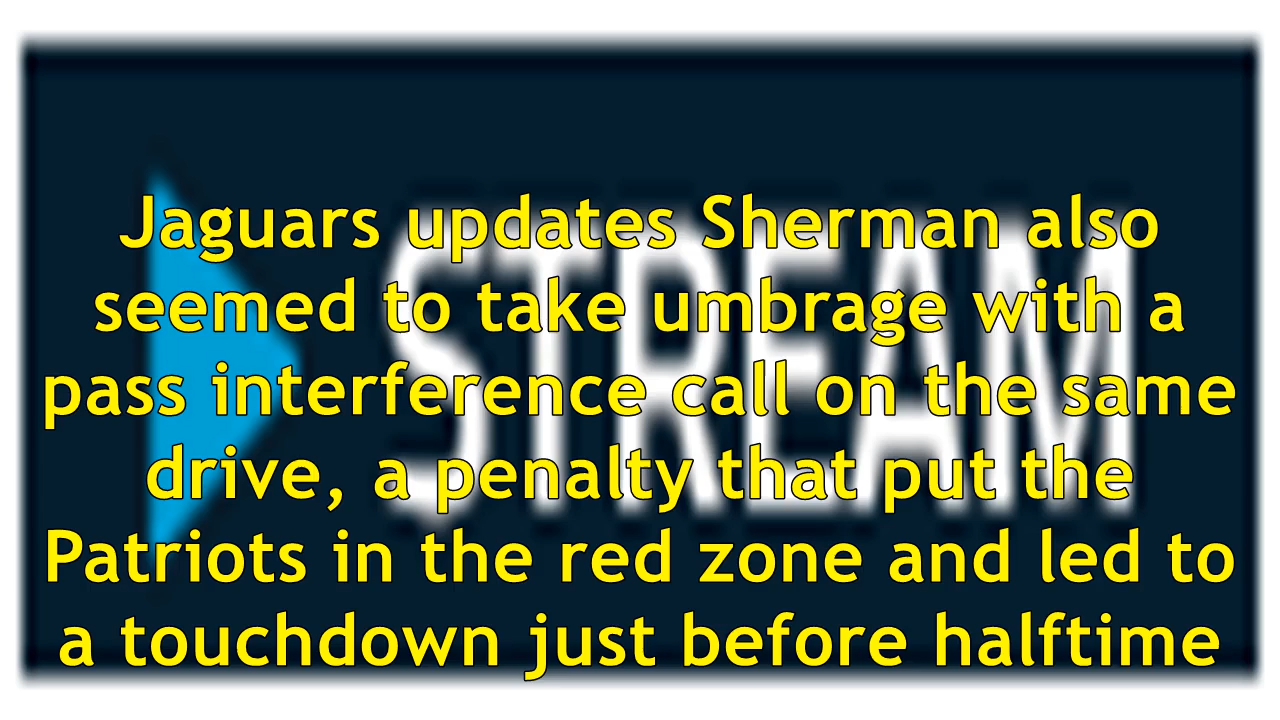 STREAM
Jaguars updates Sherman also
seemed to take umbrage with a
pass interference call on the same
drive, a penalty that put the
Patriots in the red zone and led to
a touchdown just before halftime